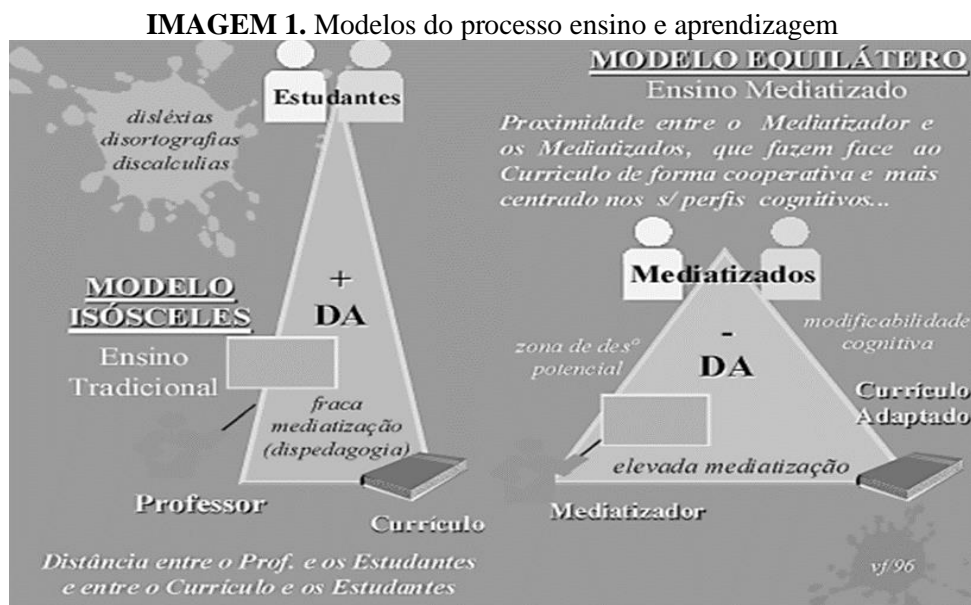 IMAGEM 1. Modelos do processo ensino e aprendizagem
Estudantes
disléxias
disortografias
discalculias
MODELO
ISÓSCELES
Ensino
Tradicional
+
DA
fraca
mediatização
(dispedagogia)
Professor
Currículo
Distância entre o Prof. e os Estudantes
e entre o Currículo e os Estudantes
MODELO EQUILÁTERO
Ensino Mediatizado
Proximidade entre o Mediatizador e
os Mediatizados, que fazem face ao
Curriculo de forma cooperativa e mais
centrado nos s/ perfis cognitivos...
Mediatizados
zona de desº
potencial
modificabilidade
cognitiva
-
DA
Currículo
Adaptado
elevada mediatização
Mediatizador
vf/96